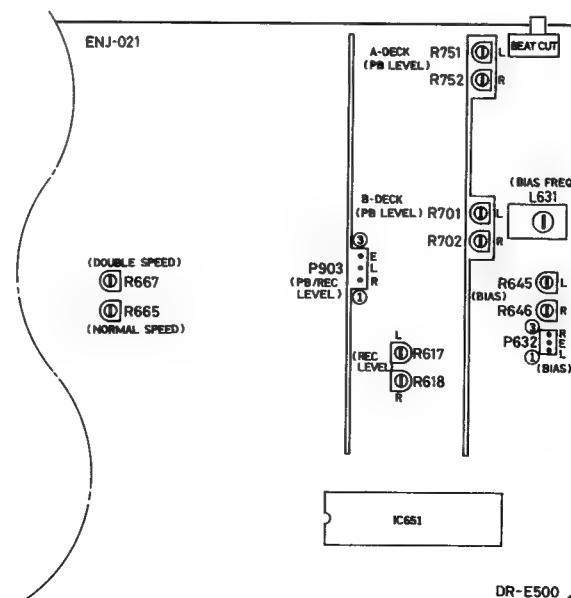 ENJ-021
A-DECK
(PB LEVEL)
R751 L
R752 R
BEAT CUT
B-DECK
(PB LEVEL)
R701 L
R702 R
(BIAS FREQ
L631
(DOUBLE SPEED)
R667
R665
(NORMAL SPEED)
P903
(PB/REC
LEVEL)
3
E
L
R
1
R645 L
(BIAS)
R646 R
3
P632
R
E
L
1
(BIAS)
L
(REC
LEVEL)
R617
R618
R
IC651
DR-E500